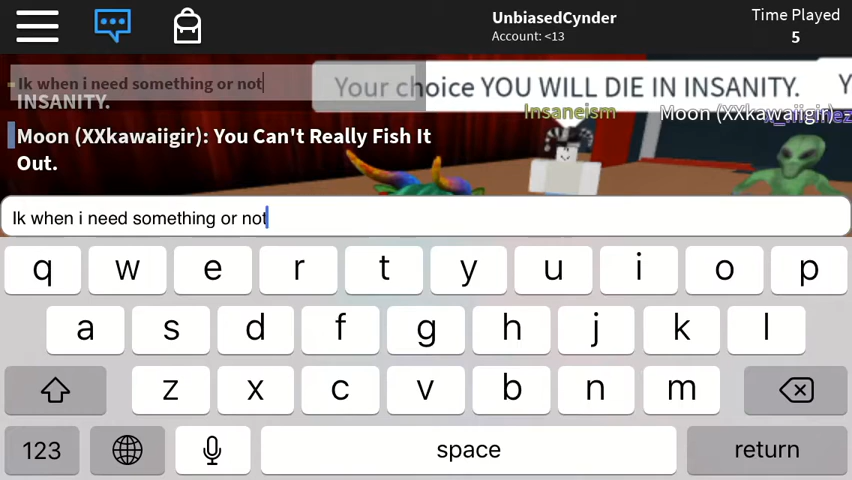 UnbiasedCynder
Account: <13
Time Played
5
Ik when i need something or not
INSANITY.
Your choice YOU WILL DIE IN INSANITY.
Y
Insaneism
Moon (XXkawaiigir)
Moon (XXkawaiigir): You Can't Really Fish It
Out.
Ik when i need something or not
q w e r t y u i o p
a s d f g h j k l
z x c v b n m
123 space return